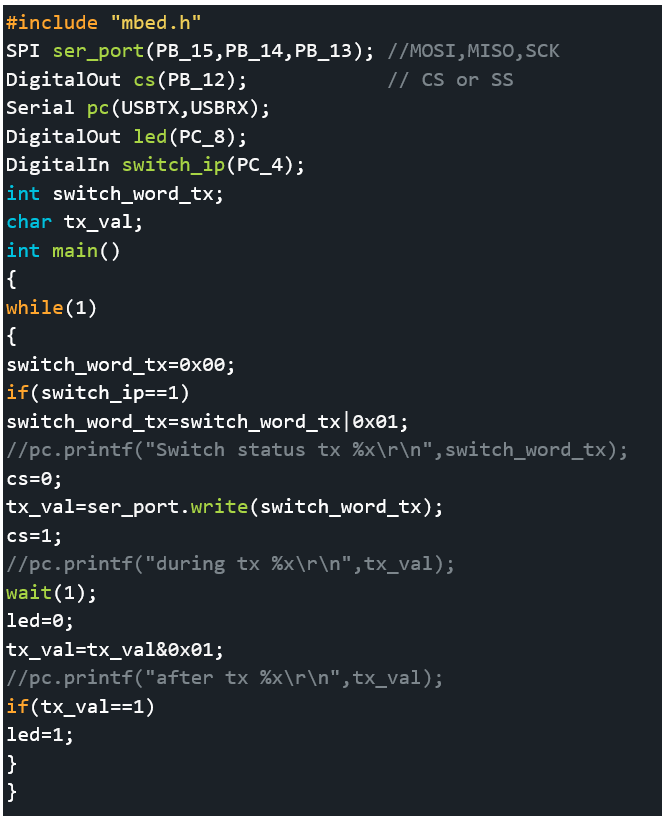 #include "mbed.h"
SPI ser_port(PB_15,PB_14,PB_13); //MOSI,MISO,SCK
DigitalOut cs(PB_12);            // CS or SS
Serial pc(USBTX,USBRX);
DigitalOut led(PC_8);
DigitalIn switch_ip(PC_4);
int switch_word_tx;
char tx_val;
int main()
{
while(1)
{
switch_word_tx=0x00;
if(switch_ip==1)
switch_word_tx=switch_word_tx|0x01;
//pc.printf("Switch status tx %x\r\n",switch_word_tx);
cs=0;
tx_val=ser_port.write(switch_word_tx);
cs=1;
//pc.printf("during tx %x\r\n",tx_val);
wait(1);
led=0;
tx_val=tx_val&0x01;
//pc.printf("after tx %x\r\n",tx_val);
if(tx_val==1)
led=1;
}
}